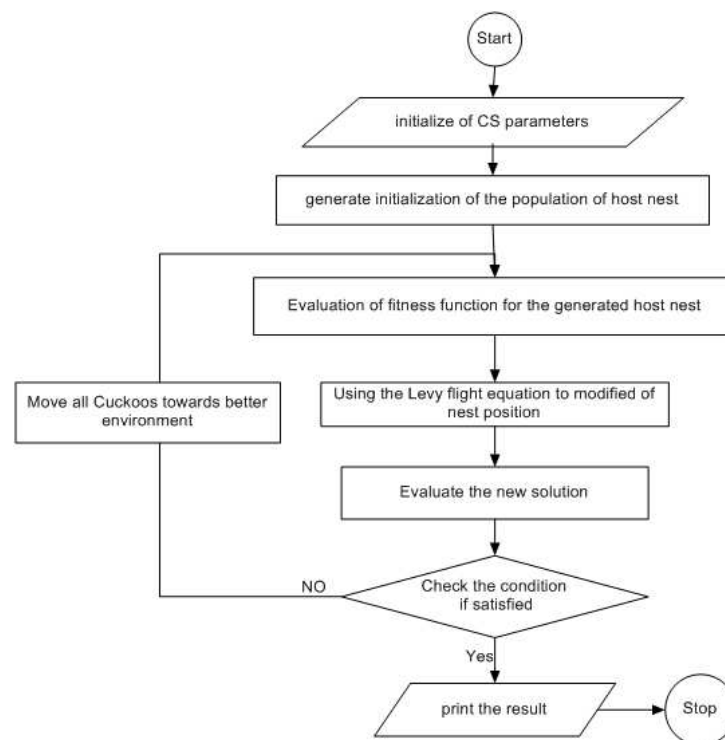 Start
initialize of CS parameters
generate initialization of the population of host nest
Evaluation of fitness function for the generated host nest
Move all Cuckoos towards better
environment
Using the Levy flight equation to modified of
nest position
Evaluate the new solution
NO
Check the condition
if satisfied
Yes
print the result
Stop